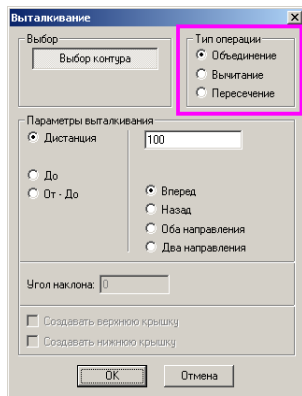 Выталкивание
Выбор
Выбор контура
Тип операции
Объединение
Вычитание
Пересечение
Параметры выталкивания
Дистанция
100
До
От - До
Вперед
Назад
Оба направления
Два направления
Угол наклона: 0
Создавать верхнюю крышку
Создавать нижнюю крышку
OK
Отмена